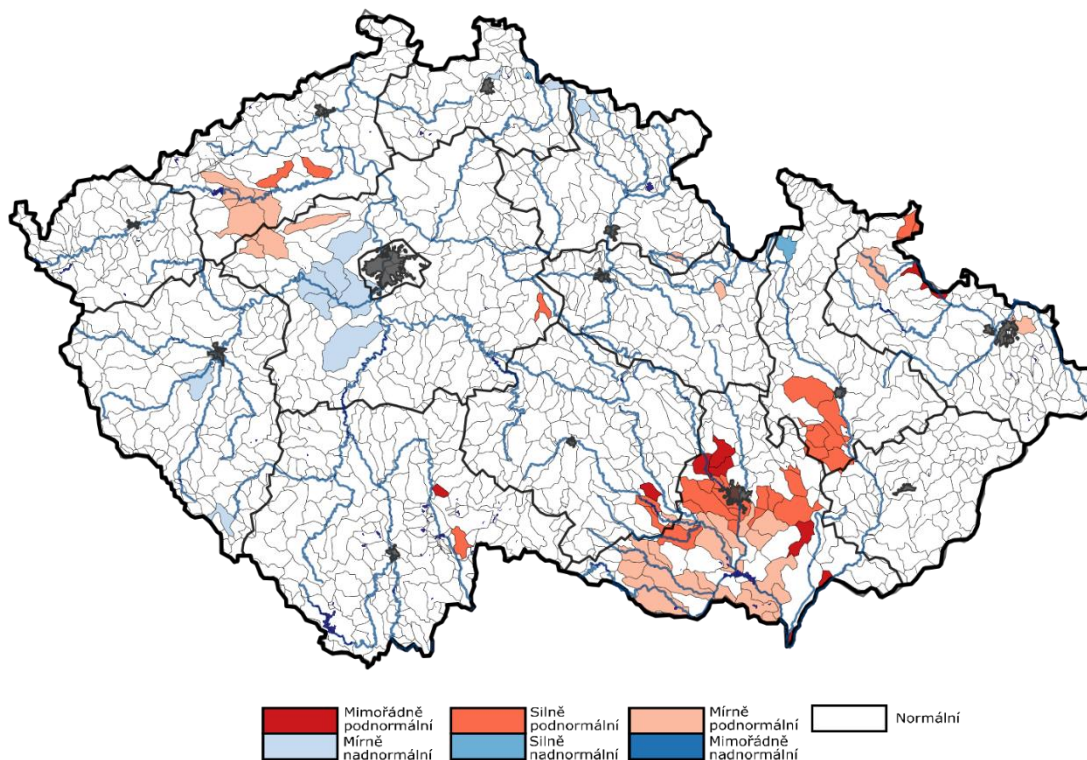 Mimořádně
podnormální
Silně
podnormální
Mírně
podnormální
Normální
Mírně
nadnormální
Silně
nadnormální
Mimořádně
nadnormální